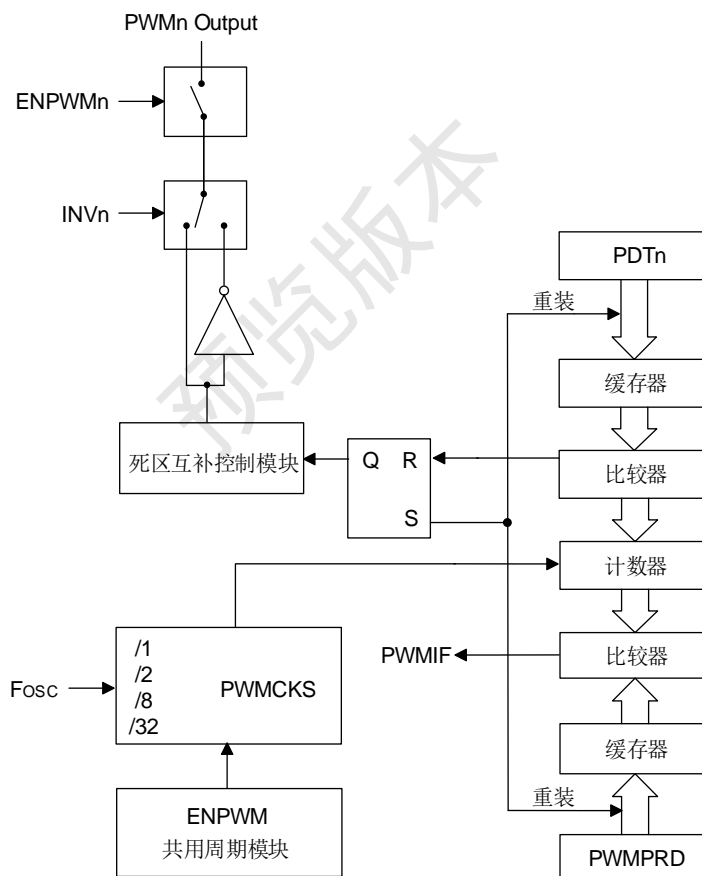 PWMn Output
ENPWMn
INVn
预览版本
PDTn
重装
缓存器
死区互补控制模块
Q R
S
比较器
计数器
/1
/2
/8
/32
PWMCKS
FOSC
PWMIF
比较器
缓存器
ENPWM
共用周期模块
重装
PWMPRD